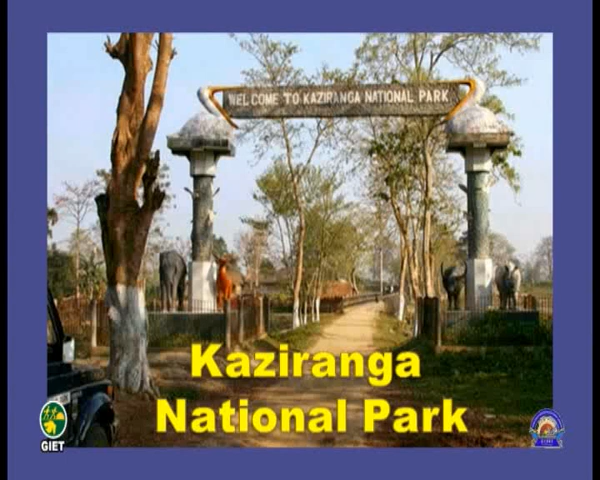 WELCOME TO KAZIRANGA NATIONAL PARK
Kaziranga
National Park
GIET